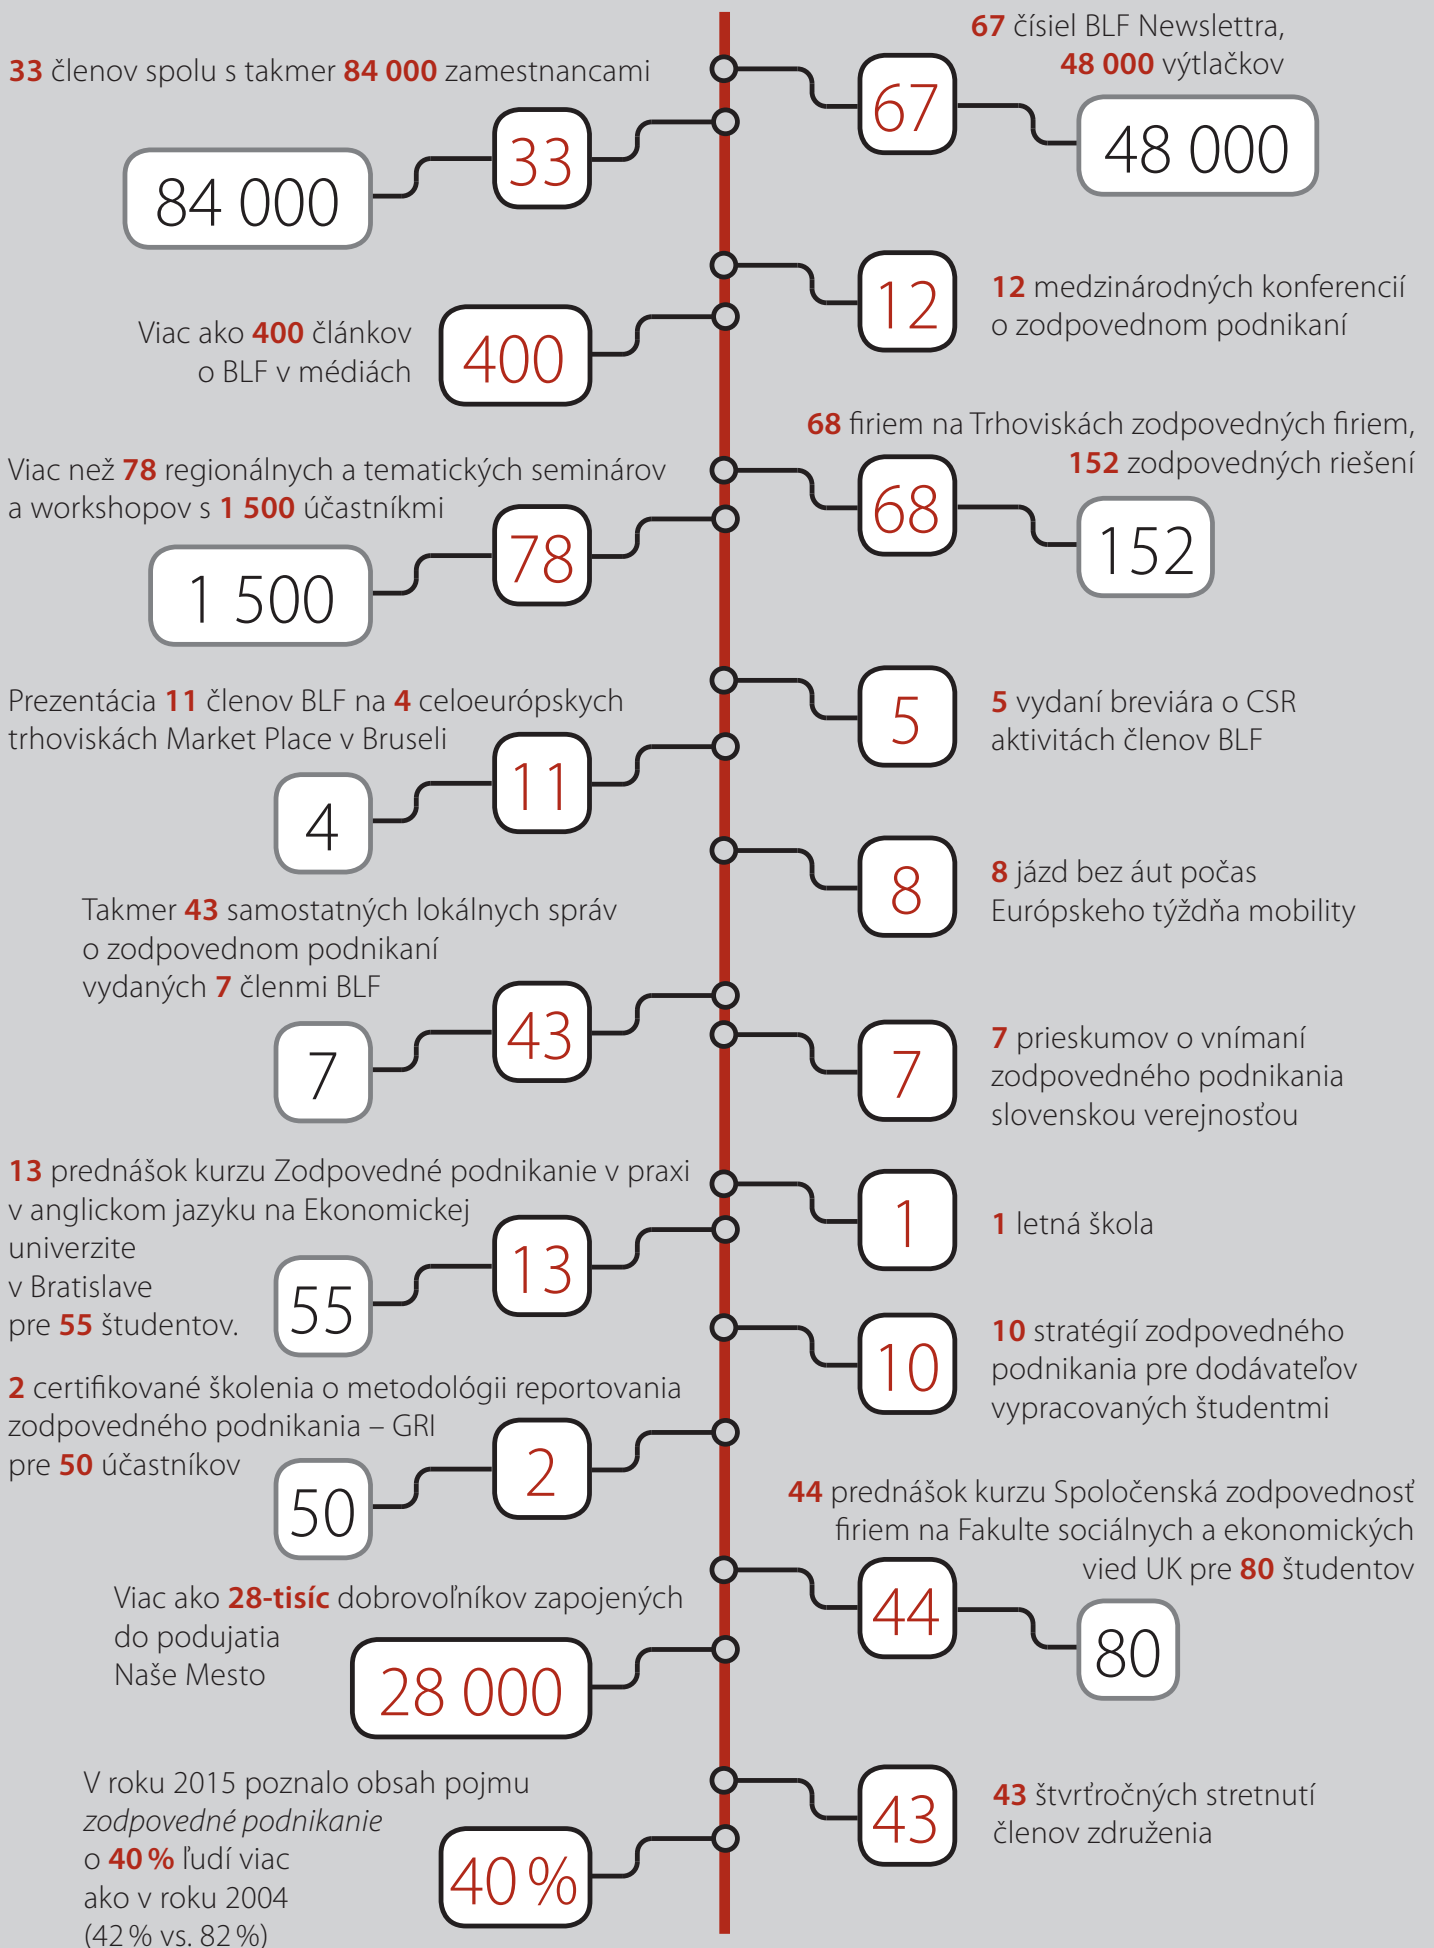 33 členov spolu s takmer 84 000 zamestnancami
33
84 000
67 čísiel BLF Newslettra,
48 000 výtlačkov
67
48 000
Viac ako 400 článkov
o BLF v médiách
400
12
12 medzinárodných konferencií
o zodpovednom podnikaní
Viac než 78 regionálnych a tematických seminárov
a workshopov s 1 500 účastníkmi
78
1 500
68 firiem na Trhoviskách zodpovedných firiem,
152 zodpovedných riešení
68
152
Prezentácia 11 členov BLF na 4 celoeurópskych
trhoviskách Market Place v Bruseli
11
4
5
5 vydaní breviára o CSR
aktivitách členov BLF
8
8 jázd bez áut počas
Európskeho týždňa mobility
Takmer 43 samostatných lokálnych správ
o zodpovednom podnikaní
vydaných 7 členmi BLF
43
7
7
7 prieskumov o vnímaní
zodpovedného podnikania
slovenskou verejnosťou
13 prednášok kurzu Zodpovedné podnikanie v praxi
v anglickom jazyku na Ekonomickej
univerzite
v Bratislave
pre 55 študentov.
13
55
1
1 letná škola
10
10 stratégií zodpovedného
podnikania pre dodávateľov
vypracovaných študentmi
2 certifikované školenia o metodológii reportovania
zodpovedného podnikania – GRI
pre 50 účastníkov
2
50
44 prednášok kurzu Spoločenská zodpovednosť
firiem na Fakulte sociálnych a ekonomických
vied UK pre 80 študentov
44
80
Viac ako 28-tisíc dobrovoľníkov zapojených
do podujatia
Naše Mesto
28 000
43
43 štvrťročných stretnutí
členov združenia
V roku 2015 poznalo obsah pojmu
zodpovedné podnikanie
o 40 % ľudí viac
ako v roku 2004
(42 % vs. 82 %)
40 %